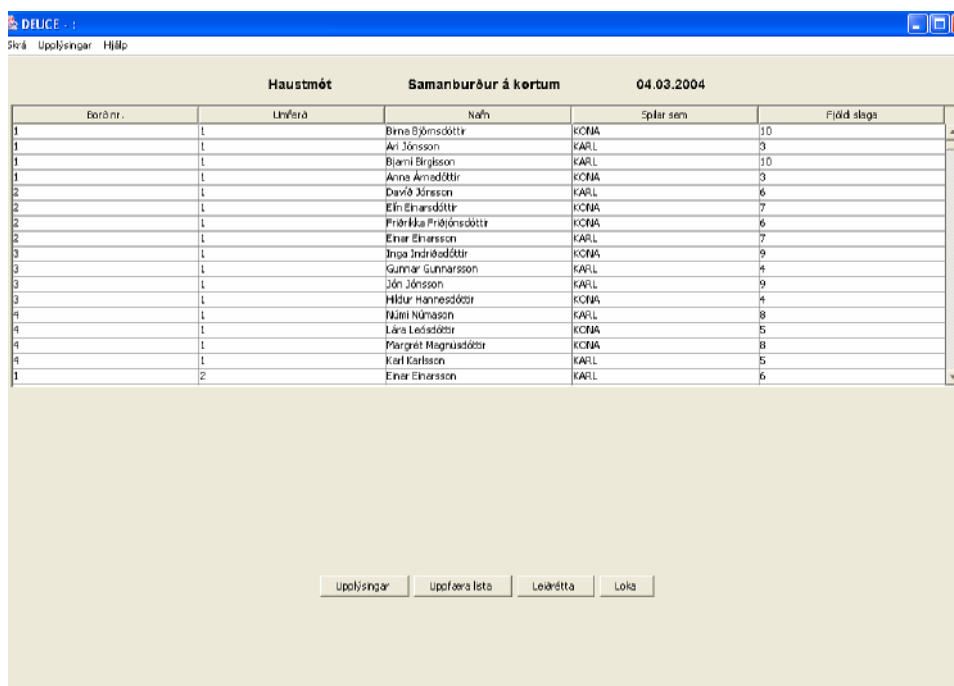 DELICE - :
Skrá Upplýsingar Hjálp
Haustmót Samanburður á kortum 04.03.2004
Borð nr. Umferð Nafn Spilar sem Fjöldi slaga
1 1 Birna Björnsdóttir KONA 10
1 1 Ari Jónsson KARL 3
1 1 Bjarni Birgisson KARL 10
1 1 Anna Árnadóttir KONA 3
2 1 Davíð Jónsson KARL 6
2 1 Elín Einarsdóttir KONA 7
2 1 Friðrikka Friðjónsdóttir KONA 6
2 1 Einar Einarsson KARL 7
3 1 Inga Indriðadóttir KONA 9
3 1 Gunnar Gunnarsson KARL 4
3 1 Jón Jónsson KARL 9
3 1 Hildur Hannesdóttir KONA 4
4 1 Númi Númason KARL 8
4 1 Lára Leósdóttir KONA 5
4 1 Margrét Magnúsdóttir KONA 8
4 1 Karl Karlsson KARL 5
1 2 Einar Einarsson KARL 6
Upplýsingar Uppfæra lista Leiðrétta Loka